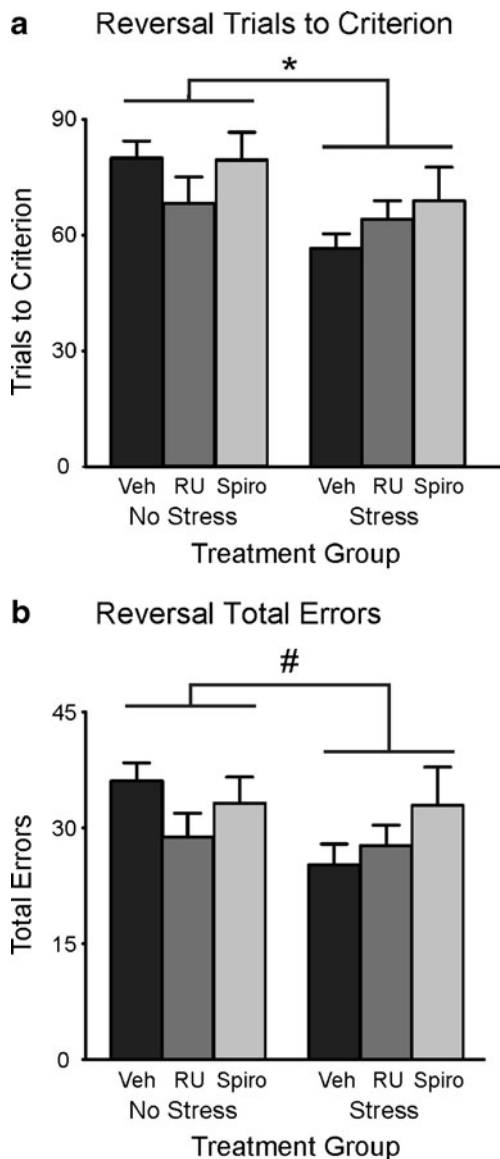 a Reversal Trials to Criterion
*
90
60
30
0
Trials to Criterion
Veh RU Spiro Veh RU Spiro
No Stress Stress
Treatment Group
b Reversal Total Errors
#
45
30
15
0
Total Errors
Veh RU Spiro Veh RU Spiro
No Stress Stress
Treatment Group